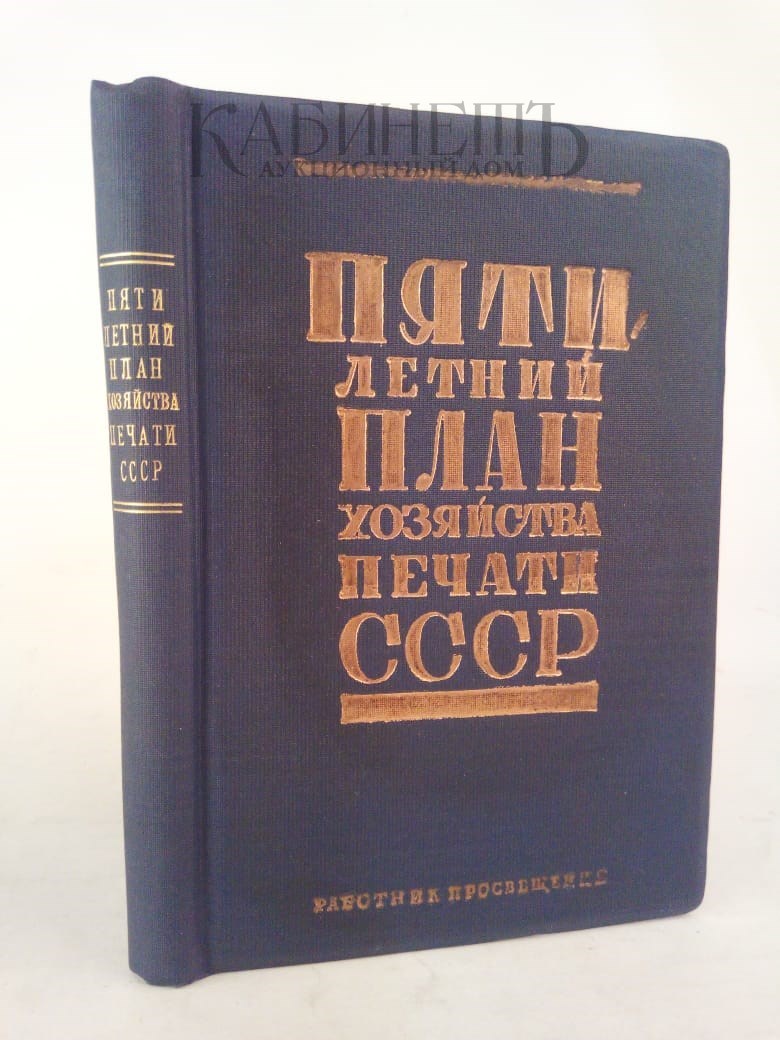 КАБИНЕТЪ
АУКЦИОННЫЙ ДОМ
ПЯТИ
ЛЕТНИЙ
ПЛАН
ХОЗЯЙСТВА
ПЕЧАТИ
СССР
ПЯТИ-
ЛЕТНИЙ
ПЛАН
ХОЗЯЙСТВА
ПЕЧАТИ
СССР
РАБОТНИК ПРОСВЕЩЕНИЯ